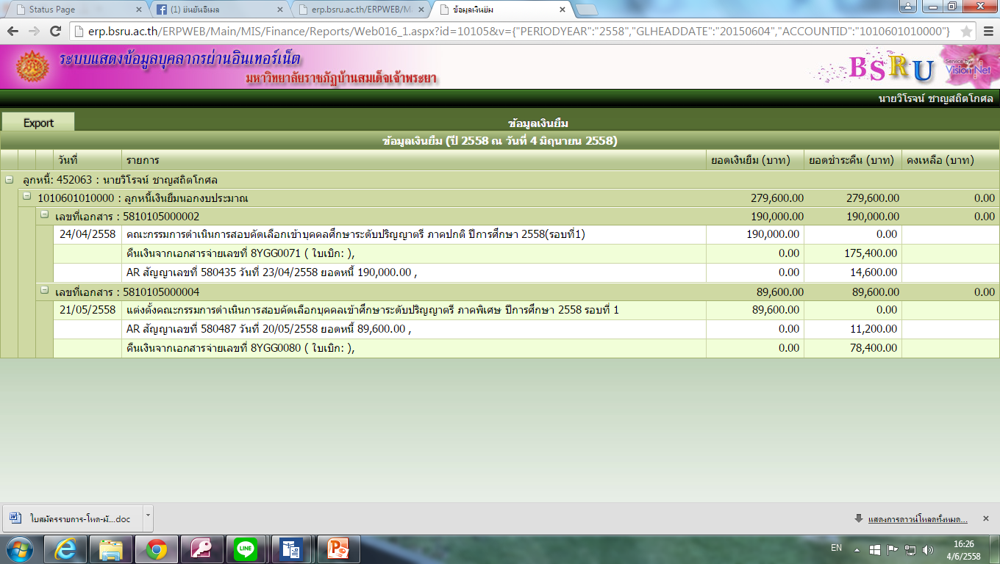 Status Page
(1) ยืนยันอีเมล
erp.bsru.ac.th/ERPWEB/M
ข้อมูลเงินยืม
erp.bsru.ac.th/ERPWEB/Main/MIS/Finance/Reports/Web016_1.aspx?id=10105&v={"PERIODYEAR":"2558","GLHEADDATE":"20150604","ACCOUNTID":"1010601010000"}
ระบบแสดงข้อมูลบุคลากรผ่านอินเทอร์เน็ต
มหาวิทยาลัยราชภัฏบ้านสมเด็จเจ้าพระยา
BSRU
Service by
Vision Net
นายวิโรจน์ ชาญสถิตโกศล
Export
ข้อมูลเงินยืม
ข้อมูลเงินยืม (ปี 2558 ณ วันที่ 4 มิถุนายน 2558)
วันที่ รายการ ยอดเงินยืม (บาท) ยอดชำระคืน (บาท) คงเหลือ (บาท)
ลูกหนี้: 452063 : นายวิโรจน์ ชาญสถิตโกศล
1010601010000 : ลูกหนี้เงินยืมนอกงบประมาณ 279,600.00 279,600.00 0.00
เลขที่เอกสาร : 5810105000002 190,000.00 190,000.00 0.00
24/04/2558 คณะกรรมการดำเนินการสอบคัดเลือกเข้าบุคคลศึกษาระดับปริญญาตรี ภาคปกติ ปีการศึกษา 2558(รอบที่1) 190,000.00 0.00
คืนเงินจากเอกสารจ่ายเลขที่ 8YGG0071 ( ใบเบิก: ), 0.00 175,400.00
AR สัญญาเลขที่ 580435 วันที่ 23/04/2558 ยอดหนี้ 190,000.00 , 0.00 14,600.00
เลขที่เอกสาร : 5810105000004 89,600.00 89,600.00 0.00
21/05/2558 แต่งตั้งคณะกรรมการดำเนินการสอบคัดเลือกบุคคลเข้าศึกษาระดับปริญญาตรี ภาคพิเศษ ปีการศึกษา 2558 รอบที่ 1 89,600.00 0.00
AR สัญญาเลขที่ 580487 วันที่ 20/05/2558 ยอดหนี้ 89,600.00 , 0.00 11,200.00
คืนเงินจากเอกสารจ่ายเลขที่ 8YGG0080 ( ใบเบิก: ), 0.00 78,400.00
ใบสมัครรายการ-โหด-มั....doc
แสดงการดาวน์โหลดทั้งหมด...
LINE
EN
16:26
4/6/2558